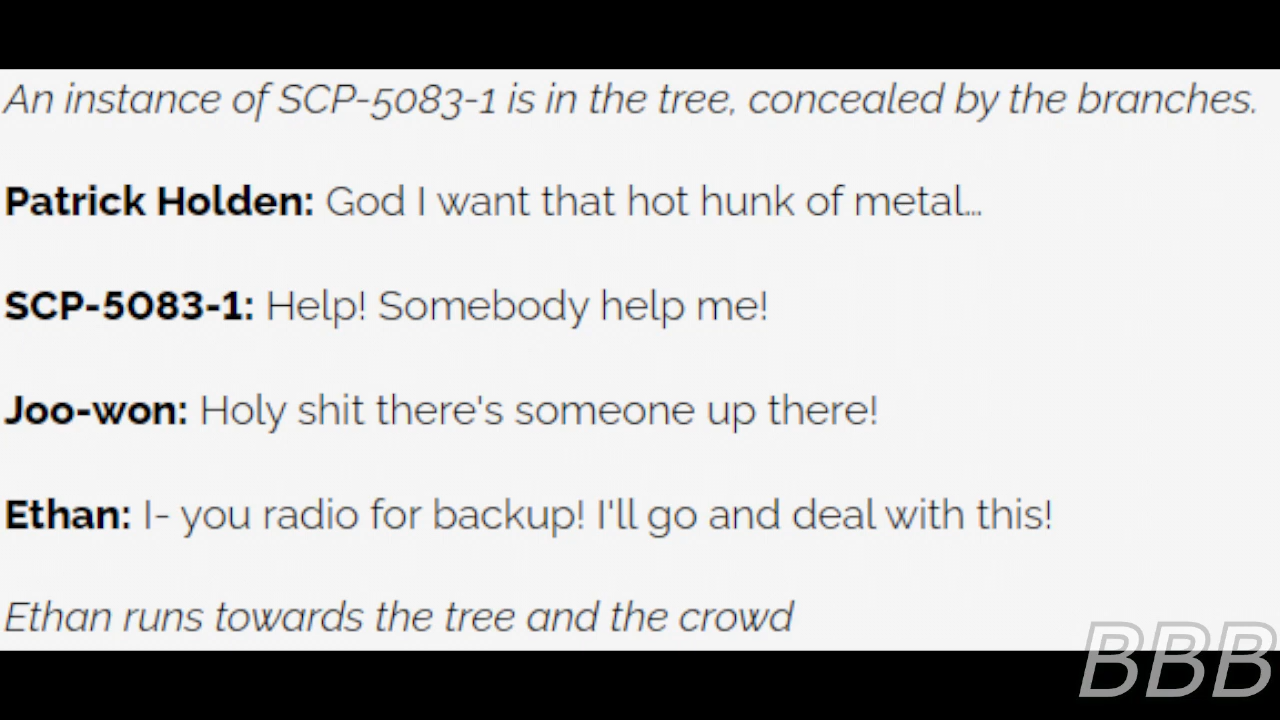 An instance of SCP-5083-1 is in the tree, concealed by the branches.
Patrick Holden: God I want that hot hunk of metal…
SCP-5083-1: Help! Somebody help me!
Joo-won: Holy shit there's someone up there!
Ethan: I- you radio for backup! I'll go and deal with this!
Ethan runs towards the tree and the crowd
BBB